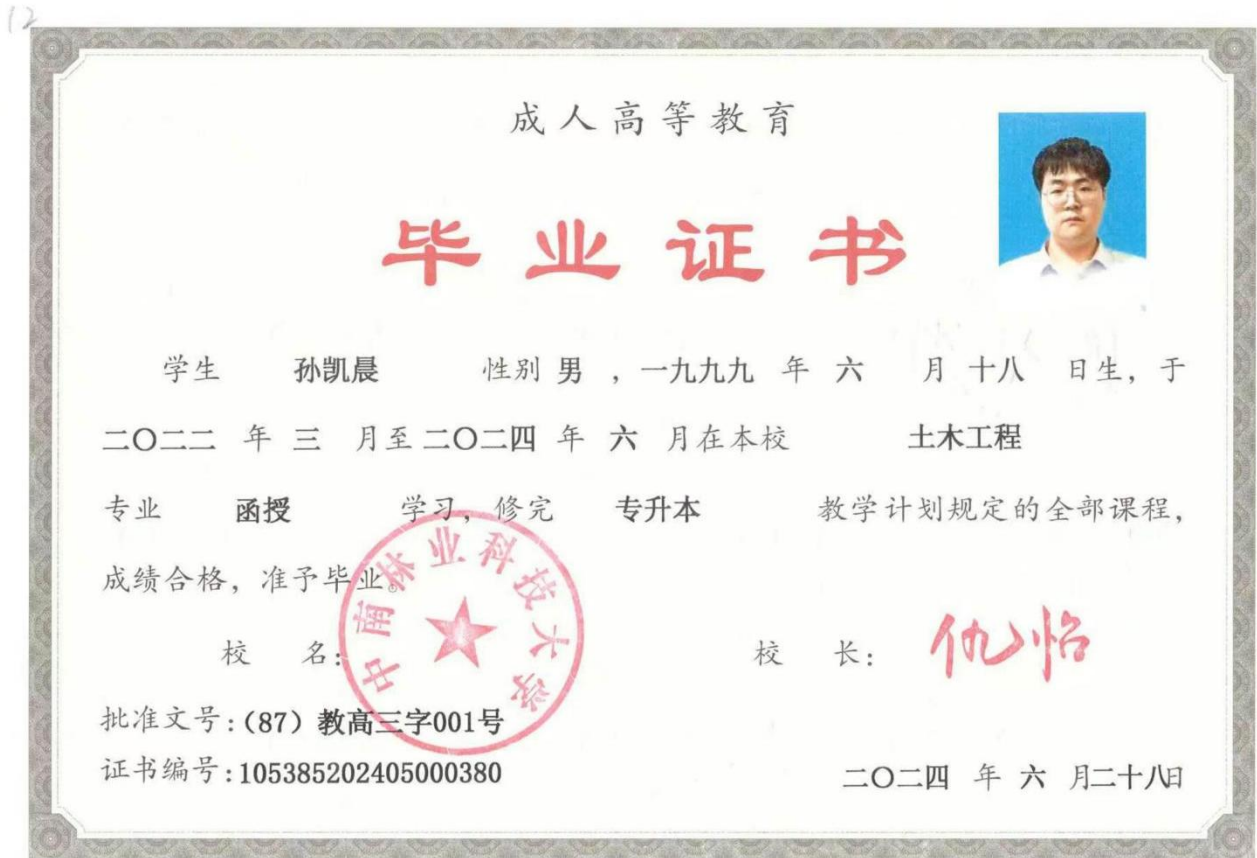 12
成人高等教育
毕业证书
学生 孙凯晨 性别 男 ，一九九九 年 六 月 十八 日生，于
二〇二二 年 三 月至 二〇二四 年 六 月在本校 土木工程
专业 函授 学习，修完 专升本 教学计划规定的全部课程，
成绩合格，准予毕业。
中南林业科技大学
校 名： 校 长： 仇怡
批准文号：（87）教高三字001号
证书编号：105385202405000380
二〇二四 年 六 月二十八日